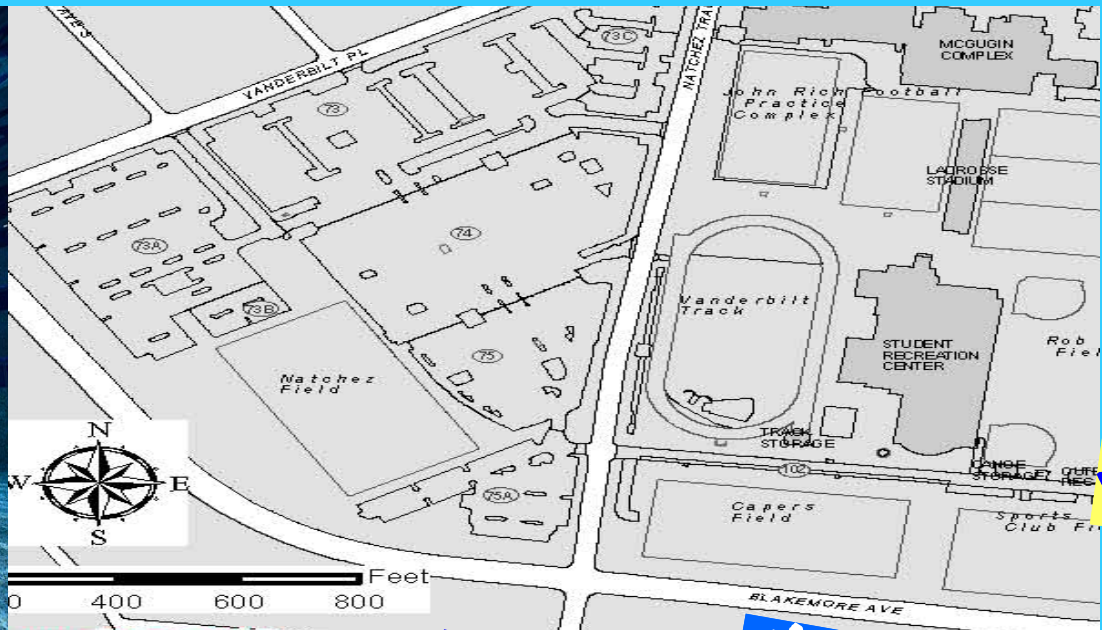 VANDERBILT PL
NATCHEZ
73C
MCGUGIN
COMPLEX
73
John Rich Football
Practice
Complex
LACROSSE
STADIUM
73A
74
73B
Vanderbilt
Track
75
STUDENT
RECREATION
CENTER
Rob
Natchez
Field
N
W
E
S
TRACK
STORAGE
102
CANOE
STORAGE
75A
Capers
Field
Sports
Club
Feet
0
400
600
800
BLAKEMORE AVE